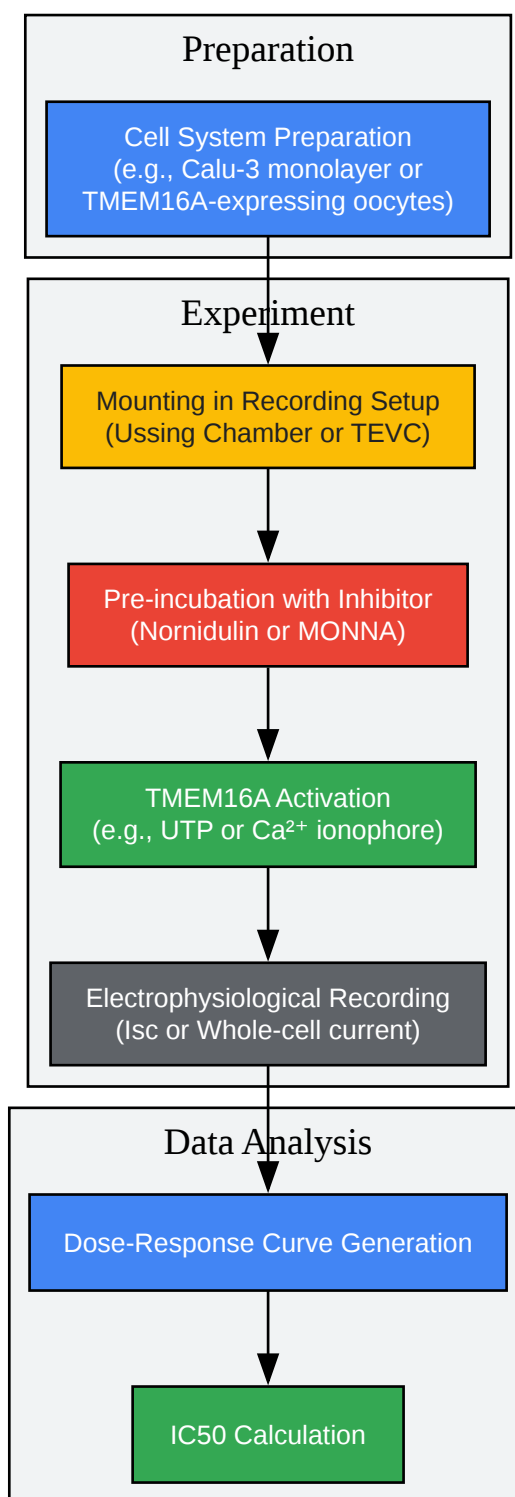 Preparation
Cell System Preparation
(e.g., Calu-3 monolayer or
TMEM16A-expressing oocytes)
Experiment
Mounting in Recording Setup
(Ussing Chamber or TEVC)
Pre-incubation with Inhibitor
(Nornidulin or MONNA)
TMEM16A Activation
(e.g., UTP or Ca²⁺ ionophore)
Electrophysiological Recording
(Isc or Whole-cell current)
Data Analysis
Dose-Response Curve Generation
IC50 Calculation